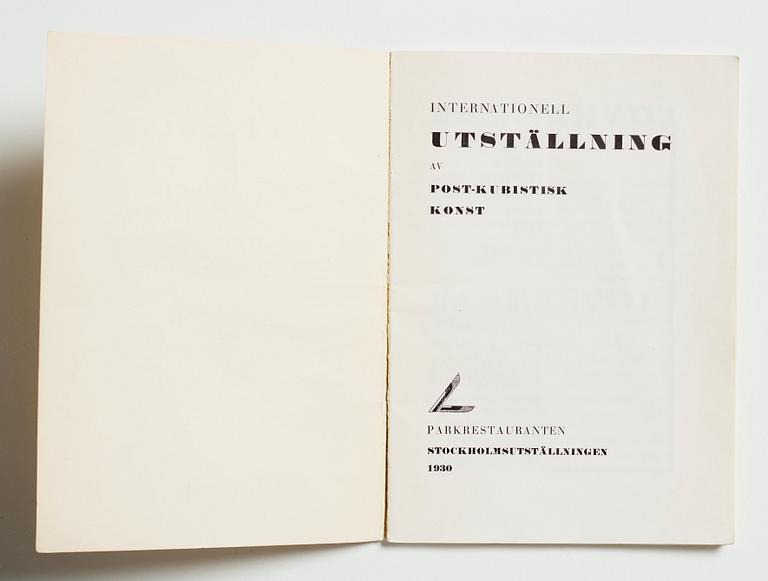 INTERNATIONELL
UTSTÄLLNING
AV
POST-KUBISTISK
KONST
PARKRESTAURANTEN
STOCKHOLMSUTSTÄLLNINGEN
1930